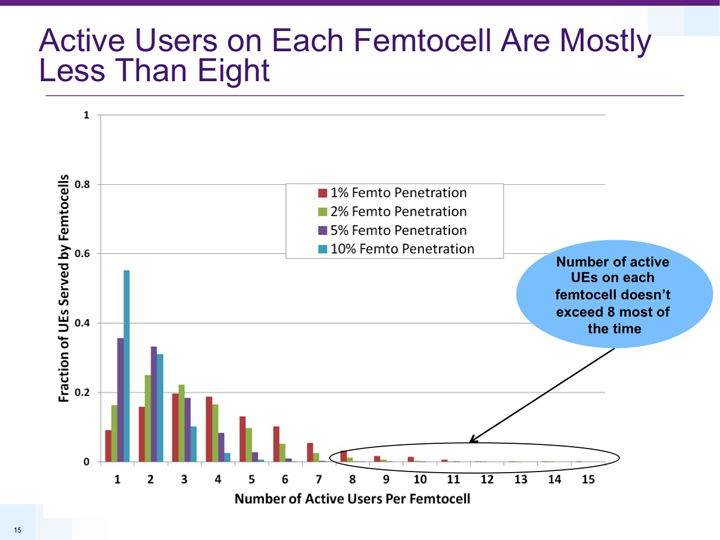 Active Users on Each Femtocell Are Mostly
Less Than Eight
1
0.8
0.6
0.4
0.2
0
Fraction of UEs Served by Femtocells
1% Femto Penetration
2% Femto Penetration
5% Femto Penetration
10% Femto Penetration
Number of active
UEs on each
femtocell doesn’t
exceed 8 most of
the time
1 2 3 4 5 6 7 8 9 10 11 12 13 14 15
Number of Active Users Per Femtocell
15